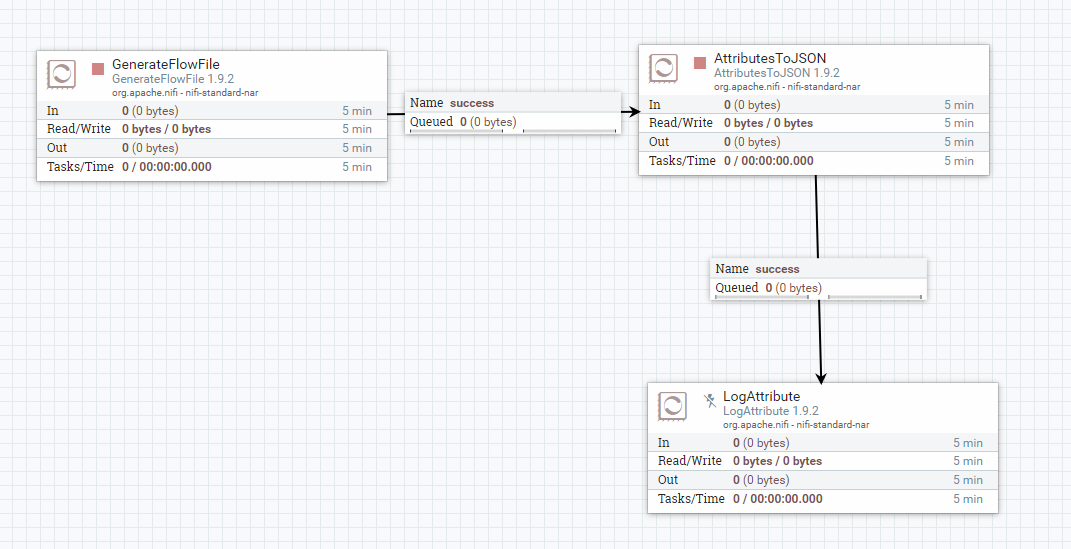 GenerateFlowFile
GenerateFlowFile 1.9.2
org.apache.nifi - nifi-standard-nar
In 0 (0 bytes) 5 min
Read/Write 0 bytes / 0 bytes 5 min
Out 0 (0 bytes) 5 min
Tasks/Time 0 / 00:00:00.000 5 min
Name success
Queued 0 (0 bytes)
AttributesToJSON
AttributesToJSON 1.9.2
org.apache.nifi - nifi-standard-nar
In 0 (0 bytes) 5 min
Read/Write 0 bytes / 0 bytes 5 min
Out 0 (0 bytes) 5 min
Tasks/Time 0 / 00:00:00.000 5 min
Name success
Queued 0 (0 bytes)
LogAttribute
LogAttribute 1.9.2
org.apache.nifi - nifi-standard-nar
In 0 (0 bytes) 5 min
Read/Write 0 bytes / 0 bytes 5 min
Out 0 (0 bytes) 5 min
Tasks/Time 0 / 00:00:00.000 5 min